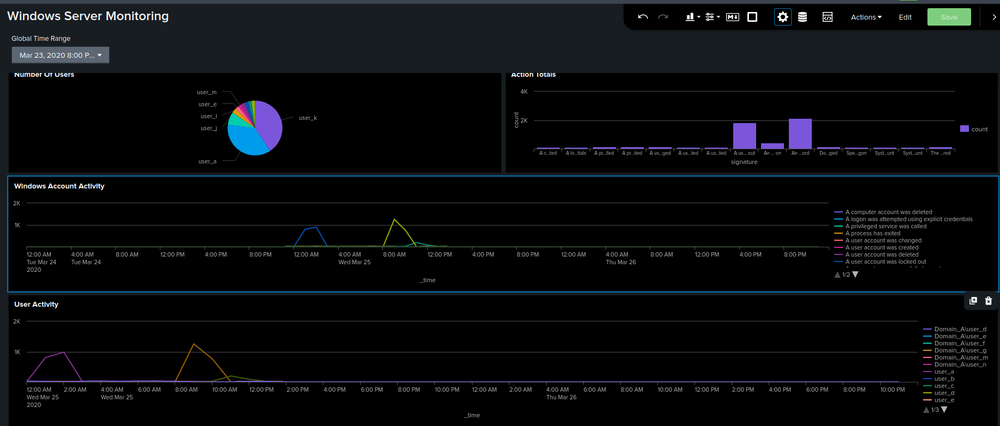 Windows Server Monitoring
M↓
Actions
Edit
Save
Global Time Range
Mar 23, 2020 8:00 P...
Number Of Users
user_m
user_e
user_l
user_j
user_a
user_k
Action Totals
4K
2K
count
A c...ted
A lo...tials
A pr...lled
A pr...ited
A us...ged
A us...ted
A us...ted
A us... out
An ... on
An ...ord
Do...ged
Spe...gon
Syst...unt
Syst...unt
The ...red
signature
count
Windows Account Activity
2K
1K
12:00 AM 4:00 AM 8:00 AM 12:00 PM 4:00 PM 8:00 PM 12:00 AM 4:00 AM 8:00 AM 12:00 PM 4:00 PM 8:00 PM 12:00 AM 4:00 AM 8:00 AM 12:00 PM 4:00 PM 8:00 PM
Tue Mar 24 Tue Mar 24 Wed Mar 25 Thu Mar 26
2020
_time
A computer account was deleted
A logon was attempted using explicit credentials
A privileged service was called
A process has exited
A user account was changed
A user account was created
A user account was deleted
A user account was locked out
1/2
User Activity
2K
1K
12:00 AM 2:00 AM 4:00 AM 6:00 AM 8:00 AM 10:00 AM 12:00 PM 2:00 PM 4:00 PM 6:00 PM 8:00 PM 10:00 PM 12:00 AM 2:00 AM 4:00 AM 6:00 AM 8:00 AM 10:00 AM 12:00 PM 2:00 PM 4:00 PM 6:00 PM 8:00 PM 10:00 PM
Wed Mar 25 Wed Mar 25 Thu Mar 26
2020
_time
Domain_A\user_d
Domain_A\user_e
Domain_A\user_f
Domain_A\user_g
Domain_A\user_m
Domain_A\user_n
user_a
user_b
user_c
user_d
user_e
1/3